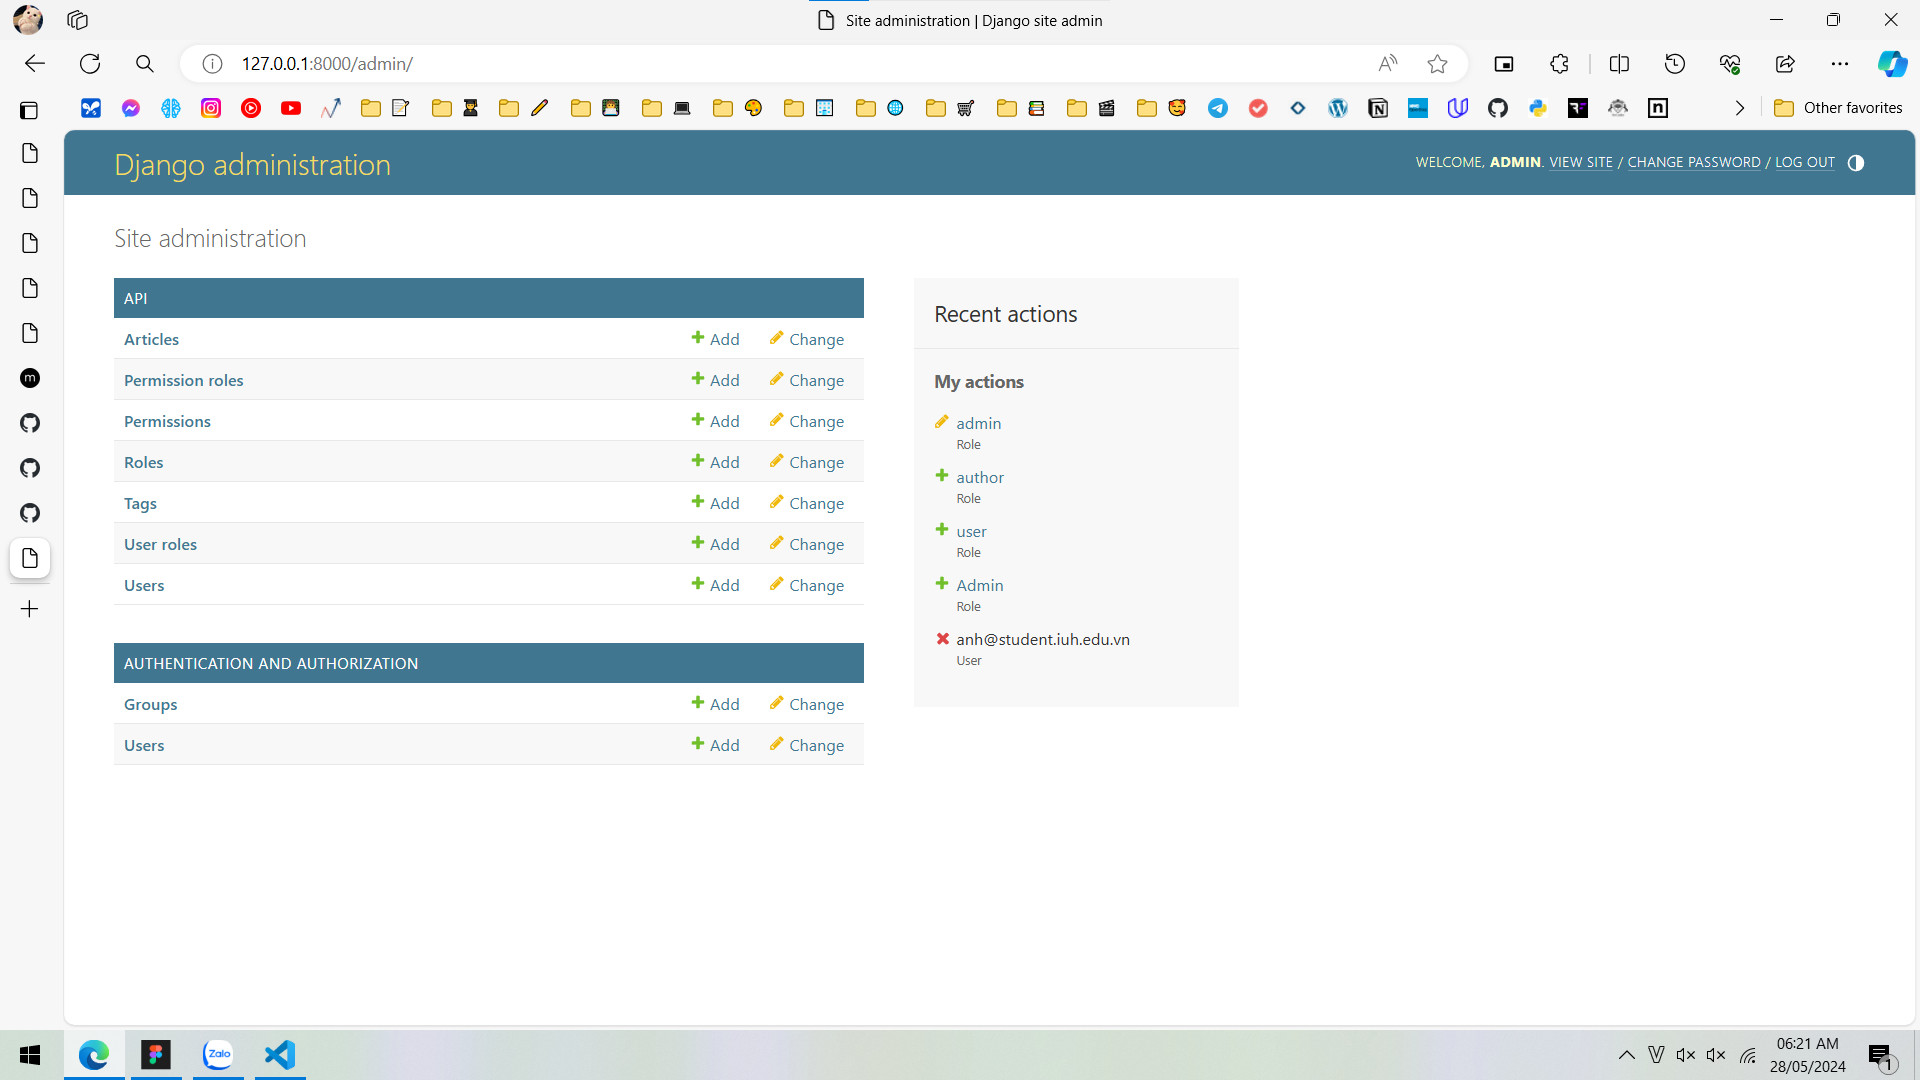 Site administration | Django site admin
127.0.0.1:8000/admin/
Other favorites
Django administration
WELCOME, ADMIN. VIEW SITE / CHANGE PASSWORD / LOG OUT
Site administration
API
Articles Add Change
Permission roles Add Change
Permissions Add Change
Roles Add Change
Tags Add Change
User roles Add Change
Users Add Change
AUTHENTICATION AND AUTHORIZATION
Groups Add Change
Users Add Change
Recent actions
My actions
admin
Role
author
Role
user
Role
Admin
Role
anh@student.iuh.edu.vn
User
Zalo
06:21 AM
28/05/2024
1